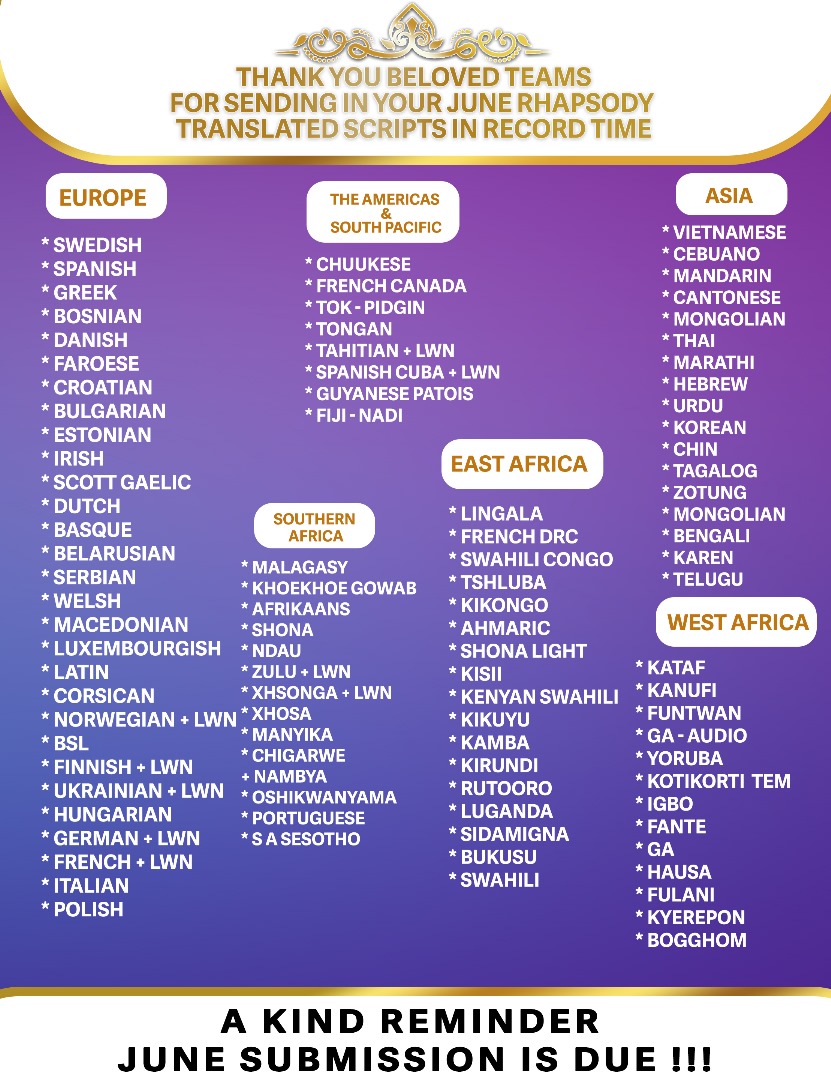 THANK YOU BELOVED TEAMS
FOR SENDING IN YOUR JUNE RHAPSODY
TRANSLATED SCRIPTS IN RECORD TIME
EUROPE
* SWEDISH
* SPANISH
* GREEK
* BOSNIAN
* DANISH
* FAROESE
* CROATIAN
* BULGARIAN
* ESTONIAN
* IRISH
* SCOTT GAELIC
* DUTCH
* BASQUE
* BELARUSIAN
* SERBIAN
* WELSH
* MACEDONIAN
* LUXEMBOURGISH
* LATIN
* CORSICAN
* NORWEGIAN + LWN
* BSL
* FINNISH + LWN
* UKRAINIAN + LWN
* HUNGARIAN
* GERMAN + LWN
* FRENCH + LWN
* ITALIAN
* POLISH
THE AMERICAS
&
SOUTH PACIFIC
* CHUUKESE
* FRENCH CANADA
* TOK - PIDGIN
* TONGAN
* TAHITIAN + LWN
* SPANISH CUBA + LWN
* GUYANESE PATOIS
* FIJI - NADI
SOUTHERN
AFRICA
* MALAGASY
* KHOEKHOE GOWAB
* AFRIKAANS
* SHONA
* NDAU
* ZULU + LWN
* XHSONGA + LWN
* XHOSA
* MANYIKA
* CHIGARWE
+ NAMBYA
* OSHIKWANYAMA
* PORTUGUESE
* S A SESOTHO
EAST AFRICA
* LINGALA
* FRENCH DRC
* SWAHILI CONGO
* TSHLUBA
* KIKONGO
* AHMARIC
* SHONA LIGHT
* KISII
* KENYAN SWAHILI
* KIKUYU
* KAMBA
* KIRUNDI
* RUTOORO
* LUGANDA
* SIDAMIGNA
* BUKUSU
* SWAHILI
ASIA
* VIETNAMESE
* CEBUANO
* MANDARIN
* CANTONESE
* MONGOLIAN
* THAI
* MARATHI
* HEBREW
* URDU
* KOREAN
* CHIN
* TAGALOG
* ZOTUNG
* MONGOLIAN
* BENGALI
* KAREN
* TELUGU
WEST AFRICA
* KATAF
* KANUFI
* FUNTWAN
* GA - AUDIO
* YORUBA
* KOTIKORTI TEM
* IGBO
* FANTE
* GA
* HAUSA
* FULANI
* KYEREPON
* BOGGHOM
A KIND REMINDER
JUNE SUBMISSION IS DUE !!!